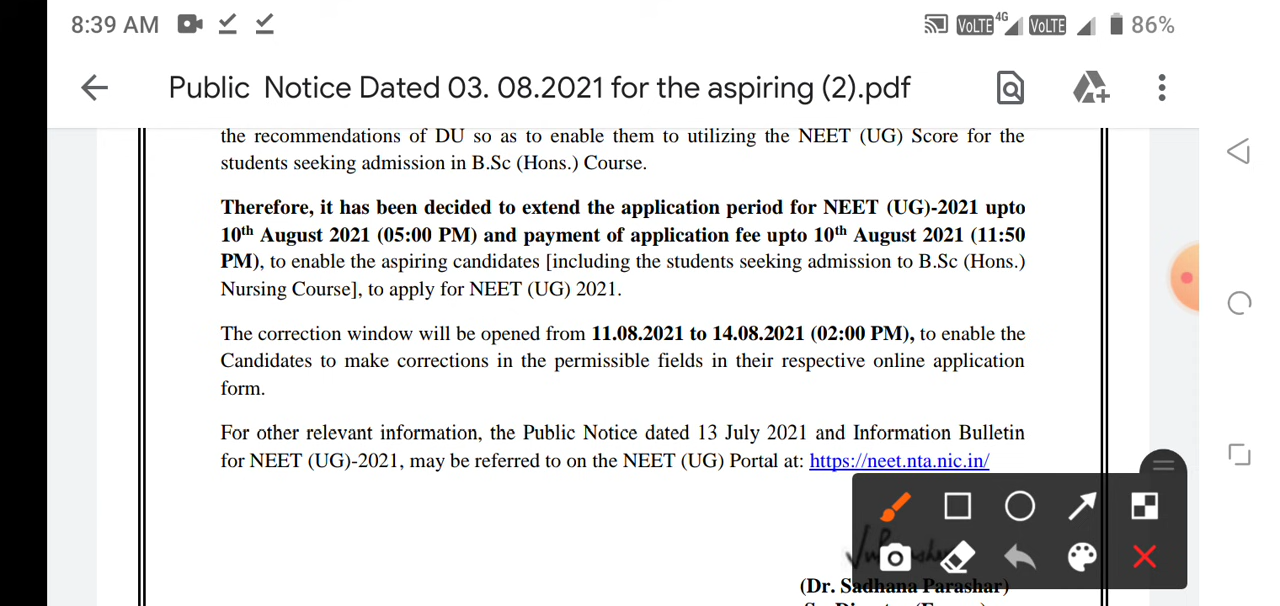 8:39 AM VoLTE 4G VoLTE 86%
Public Notice Dated 03. 08.2021 for the aspiring (2).pdf
the recommendations of DU so as to enable them to utilizing the NEET (UG) Score for the
students seeking admission in B.Sc (Hons.) Course.
Therefore, it has been decided to extend the application period for NEET (UG)-2021 upto
10th August 2021 (05:00 PM) and payment of application fee upto 10th August 2021 (11:50
PM), to enable the aspiring candidates [including the students seeking admission to B.Sc (Hons.)
Nursing Course], to apply for NEET (UG) 2021.
The correction window will be opened from 11.08.2021 to 14.08.2021 (02:00 PM), to enable the
Candidates to make corrections in the permissible fields in their respective online application
form.
For other relevant information, the Public Notice dated 13 July 2021 and Information Bulletin
for NEET (UG)-2021, may be referred to on the NEET (UG) Portal at: https://neet.nta.nic.in/
(Dr. Sadhana Parashar)